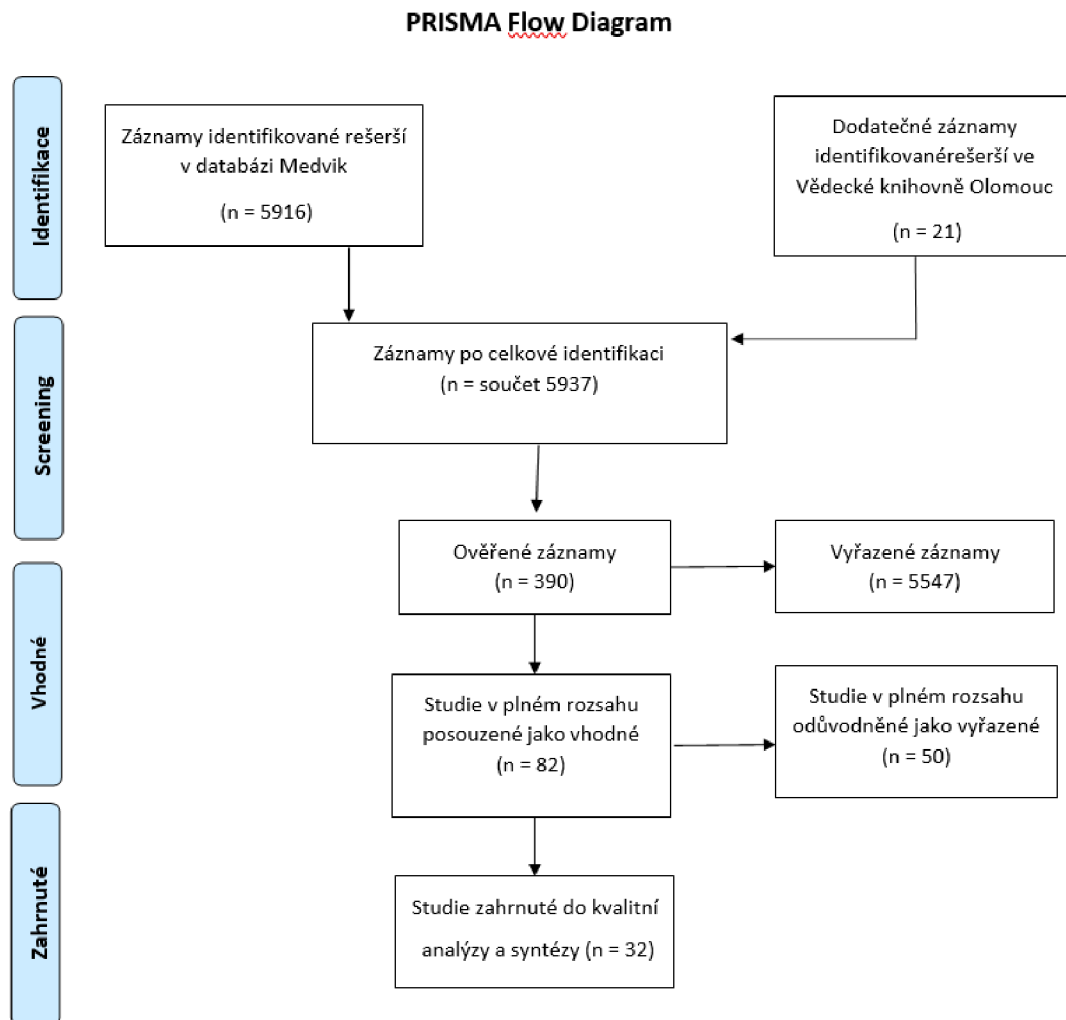 PRISMA Flow Diagram
Identifikace
Záznamy identifikované rešerší
v databázi Medvik
(n = 5916)
Dodatečné záznamy
identifikovanérešerší ve
Vědecké knihovně Olomouc
(n = 21)
Screening
Záznamy po celkové identifikaci
(n = součet 5937)
Ověřené záznamy
(n = 390)
Vyřazené záznamy
(n = 5547)
Vhodné
Studie v plném rozsahu
posouzené jako vhodné
(n = 82)
Studie v plném rozsahu
odůvodněné jako vyřazené
(n = 50)
Zahrnuté
Studie zahrnuté do kvalitní
analýzy a syntézy (n = 32)